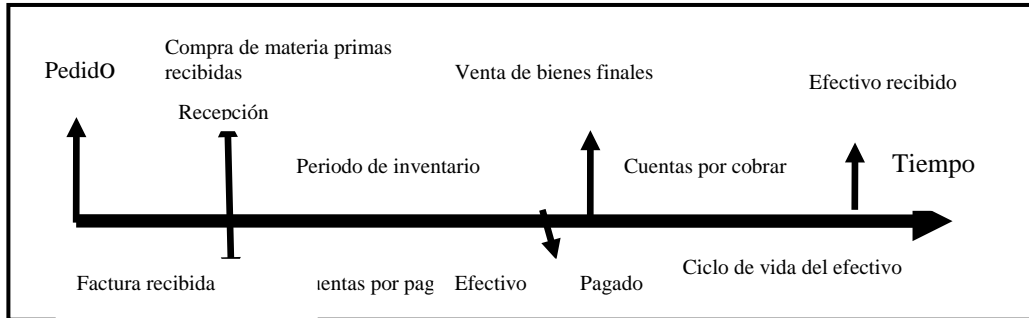 Compra de materia primas
recibidas
PedidO
Venta de bienes finales
Efectivo recibido
Recepción
Periodo de inventario
Cuentas por cobrar
Tiempo
Factura recibida
por pag
Efectivo
Pagado
Ciclo de vida del efectivo